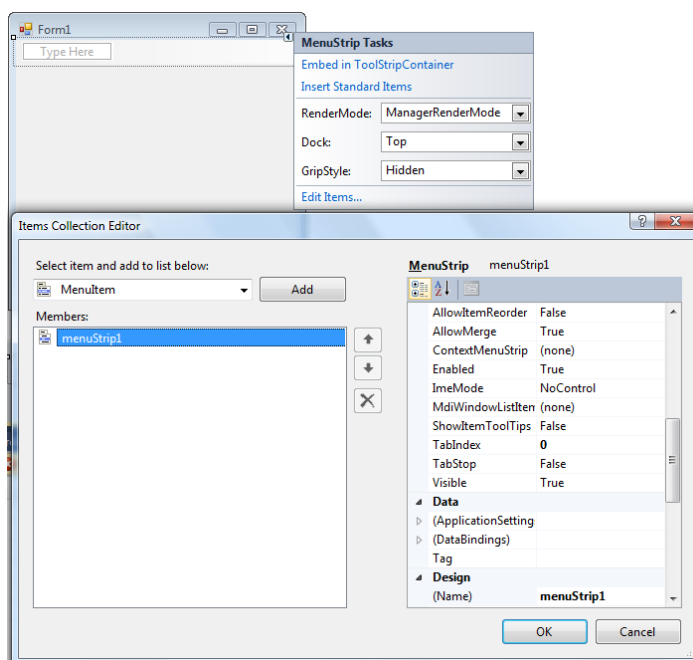 Form1
Type Here
MenuStrip Tasks
Embed in ToolStripContainer
Insert Standard Items
RenderMode: ManagerRenderMode
Dock: Top
GripStyle: Hidden
Edit Items...
Items Collection Editor
Select item and add to list below:
MenuItem Add
Members:
menuStrip1
MenuStrip menuStrip1
AllowItemReorder False
AllowMerge True
ContextMenuStrip (none)
Enabled True
ImeMode NoControl
MdiWindowListIten (none)
ShowItemToolTips False
TabIndex 0
TabStop False
Visible True
Data
(ApplicationSetting
(DataBindings)
Tag
Design
(Name) menuStrip1
OK Cancel